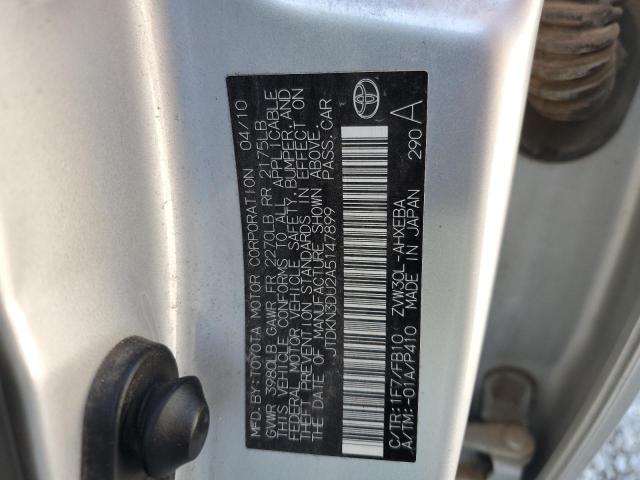 MFD. BY: TOYOTA MOTOR CORPORATION 04/10
GVWR 3980LB GAWR FR 2270LB RR 2175LB
THIS VEHICLE CONFORMS TO ALL APPLICABLE
FEDERAL MOTOR VEHICLE SAFETY, BUMPER, AND
THEFT PREVENTION STANDARDS IN EFFECT ON
THE DATE OF MANUFACTURE SHOWN ABOVE.
JTDKN3DU2A5147899 PASS. CAR
C/TR: 1F7/FB10 ZVW30L-AHXEBA
A/TM: -01A/P410 MADE IN JAPAN 290 A